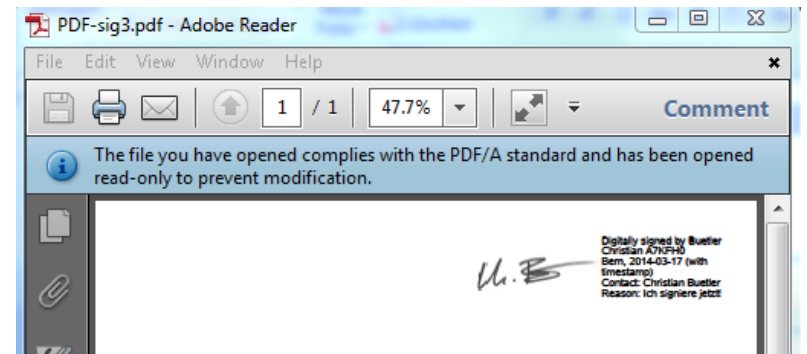 PDF-sig3.pdf - Adobe Reader
File Edit View Window Help
1 / 1 47.7% Comment
The file you have opened complies with the PDF/A standard and has been opened
read-only to prevent modification.
Digitally signed by Buetler
Christian A7KFH0
Bern, 2014-03-17 (with
timestamp)
Contact: Christian Buetler
Reason: Ich signiere jetzt!